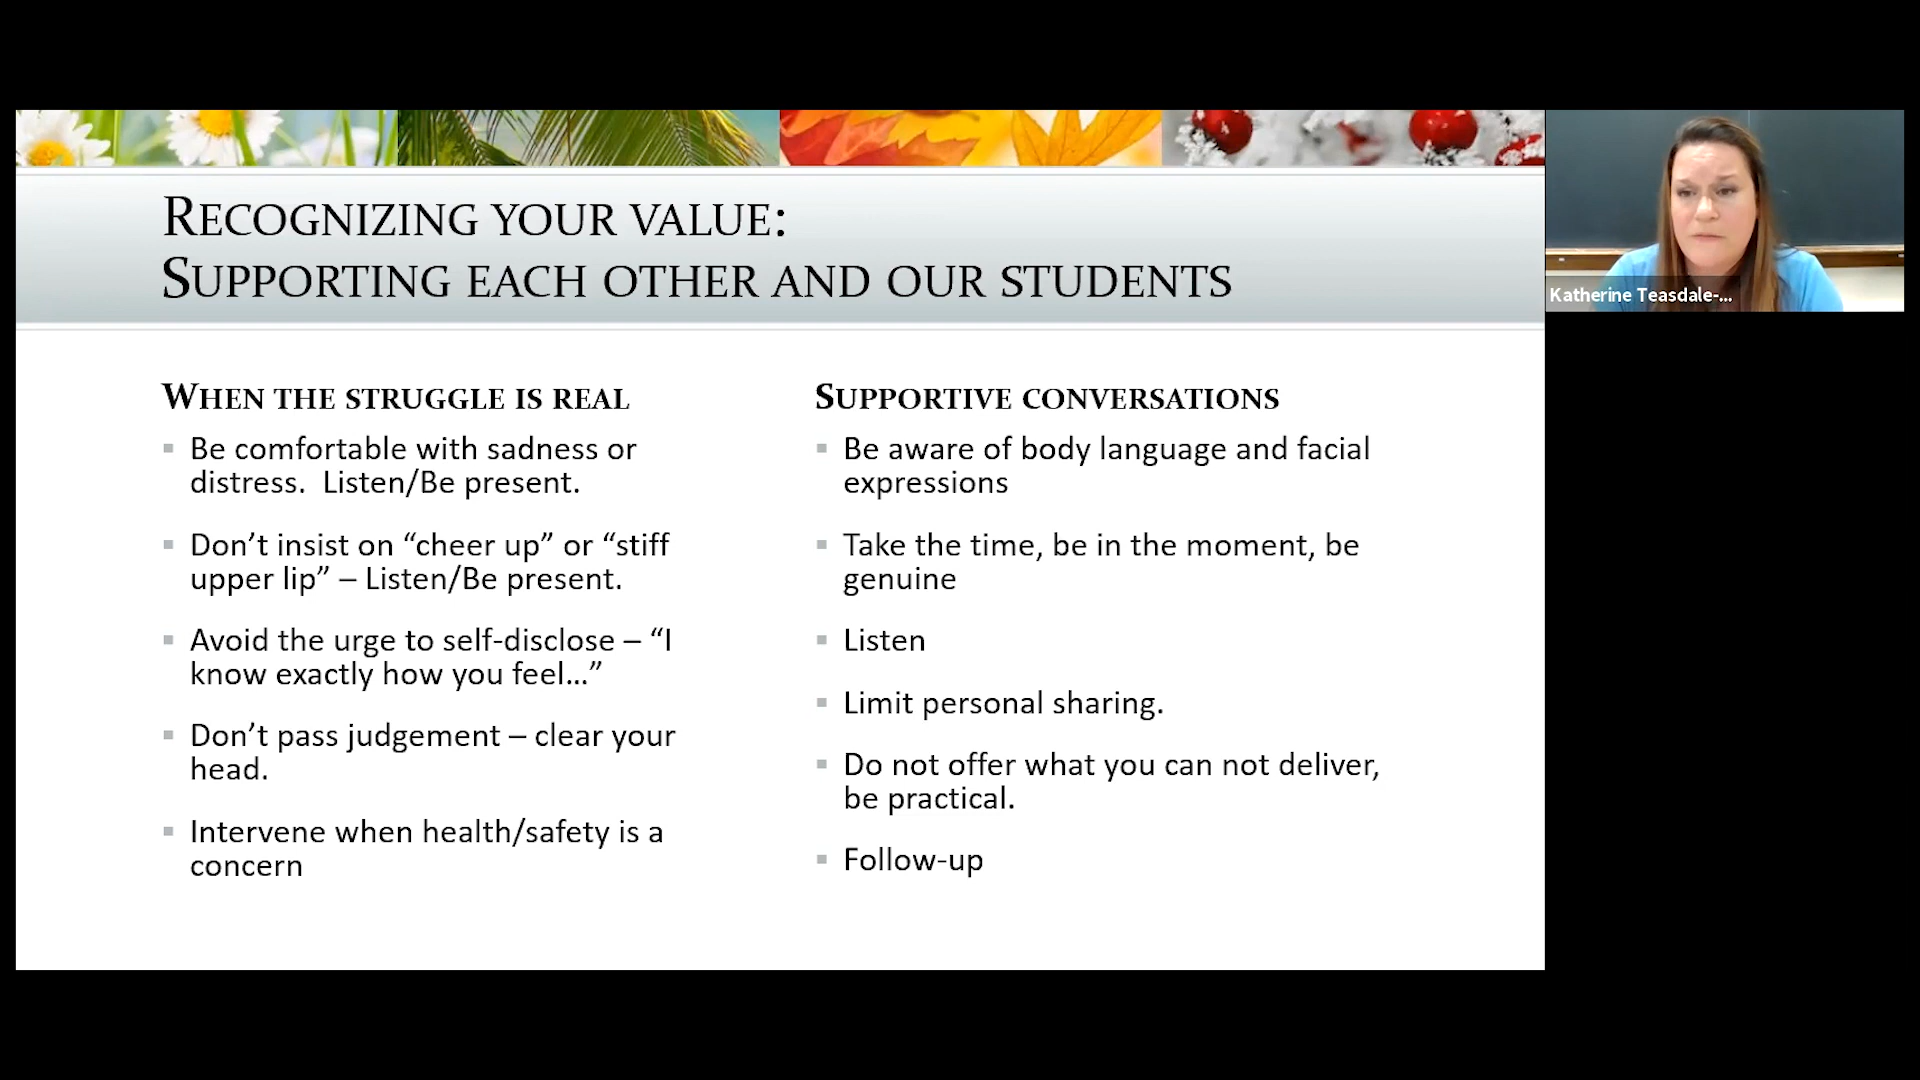 RECOGNIZING YOUR VALUE:
SUPPORTING EACH OTHER AND OUR STUDENTS
WHEN THE STRUGGLE IS REAL
Be comfortable with sadness or
distress.  Listen/Be present.
Don’t insist on “cheer up” or “stiff
upper lip” – Listen/Be present.
Avoid the urge to self-disclose – “I
know exactly how you feel…”
Don’t pass judgement – clear your
head.
Intervene when health/safety is a
concern
SUPPORTIVE CONVERSATIONS
Be aware of body language and facial
expressions
Take the time, be in the moment, be
genuine
Listen
Limit personal sharing.
Do not offer what you can not deliver,
be practical.
Follow-up
Katherine Teasdale-...